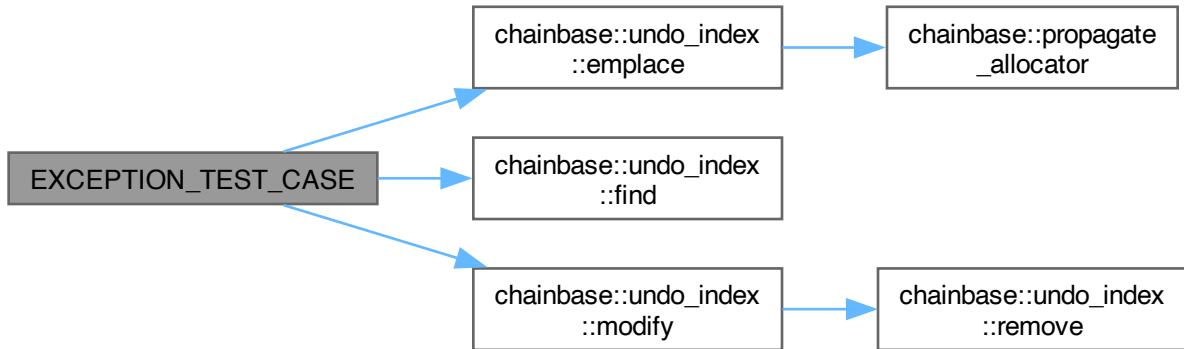 chainbase::undo_index
::emplace
chainbase::propagate
_allocator
EXCEPTION_TEST_CASE
chainbase::undo_index
::find
chainbase::undo_index
::modify
chainbase::undo_index
::remove